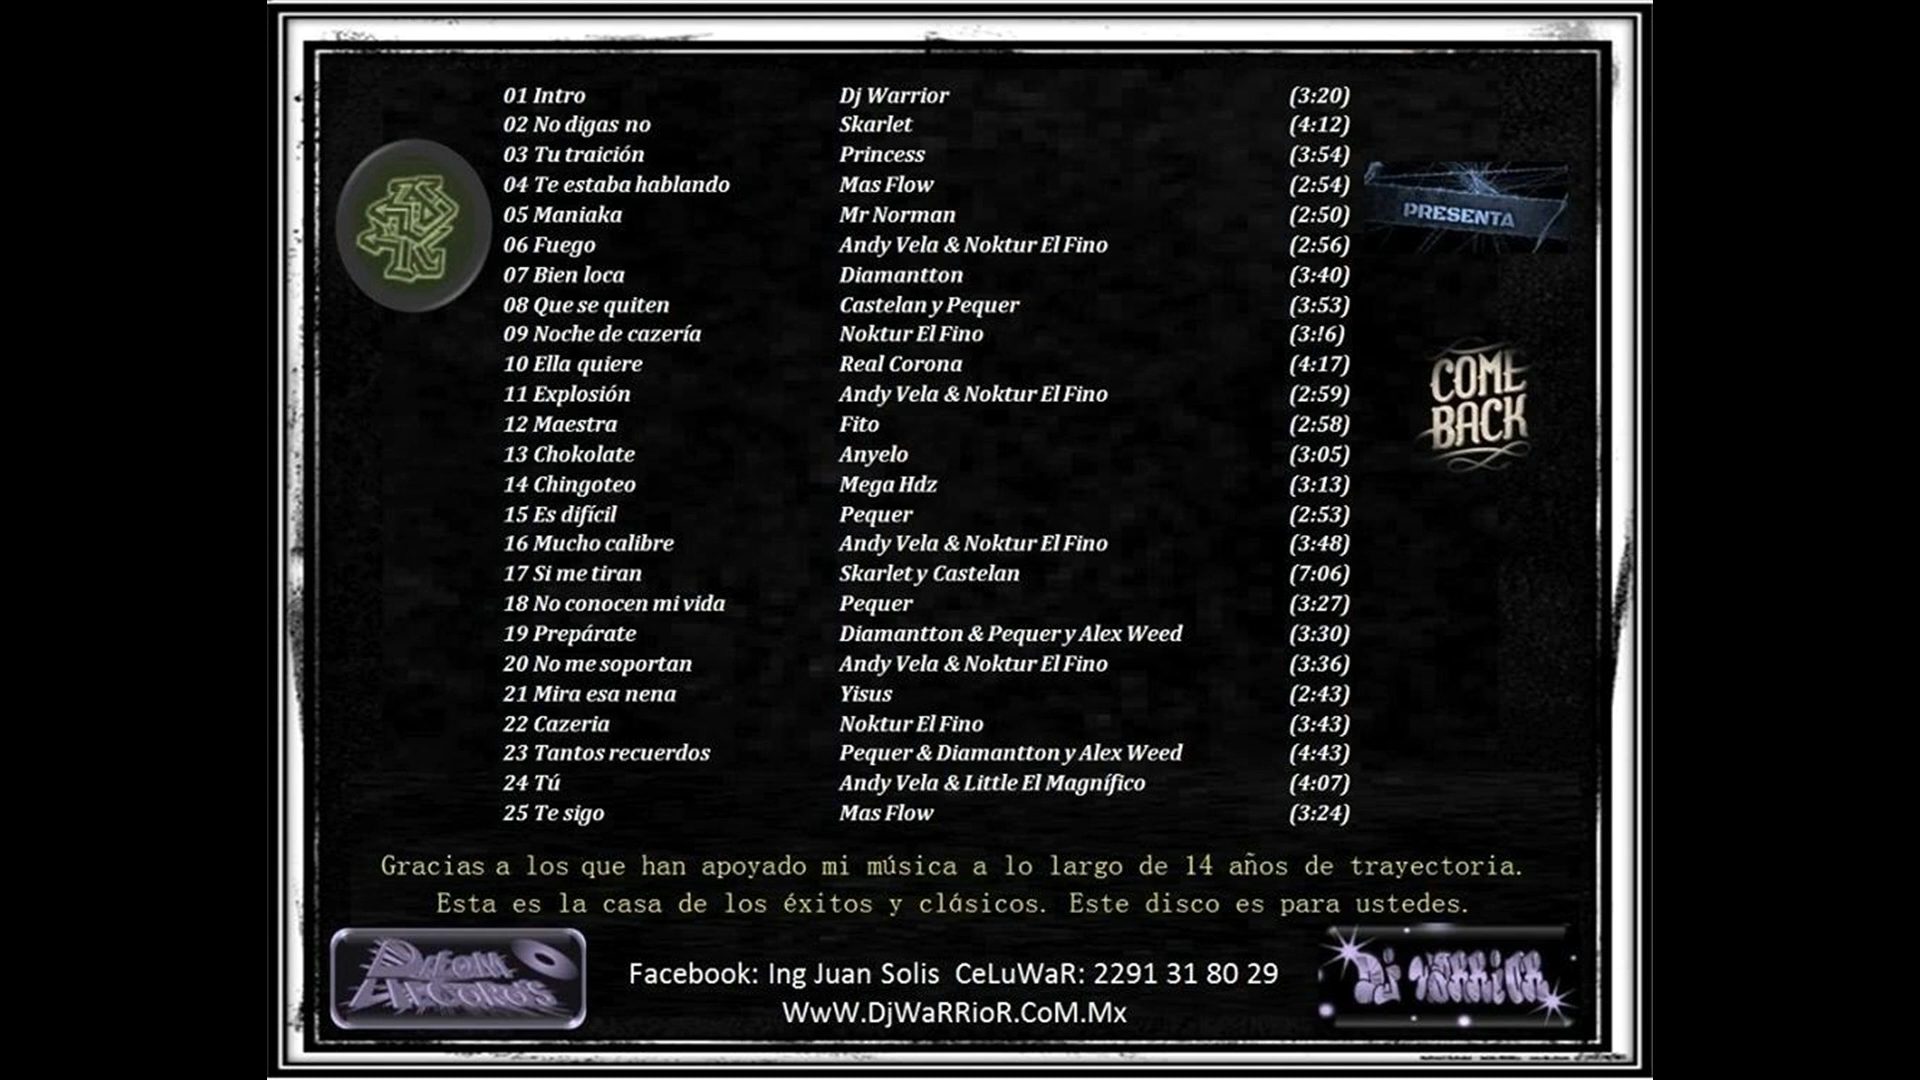 01 Intro Dj Warrior (3:20)
02 No digas no Skarlet (4:12)
03 Tu traición Princess (3:54)
04 Te estaba hablando Mas Flow (2:54)
05 Maniaka Mr Norman (2:50)
06 Fuego Andy Vela & Noktur El Fino (2:56)
07 Bien loca Diamantton (3:40)
08 Que se quiten Castelan y Pequer (3:53)
09 Noche de cazería Noktur El Fino (3:!6)
10 Ella quiere Real Corona (4:17)
11 Explosión Andy Vela & Noktur El Fino (2:59)
12 Maestra Fito (2:58)
13 Chokolate Anyelo (3:05)
14 Chingoteo Mega Hdz (3:13)
15 Es difícil Pequer (2:53)
16 Mucho calibre Andy Vela & Noktur El Fino (3:48)
17 Si me tiran Skarlet y Castelan (7:06)
18 No conocen mi vida Pequer (3:27)
19 Prepárate Diamantton & Pequer y Alex Weed (3:30)
20 No me soportan Andy Vela & Noktur El Fino (3:36)
21 Mira esa nena Yisus (2:43)
22 Cazeria Noktur El Fino (3:43)
23 Tantos recuerdos Pequer & Diamantton y Alex Weed (4:43)
24 Tú Andy Vela & Little El Magnífico (4:07)
25 Te sigo Mas Flow (3:24)
PRESENTA
COME
BACK
Gracias a los que han apoyado mi música a lo largo de 14 años de trayectoria.
Esta es la casa de los éxitos y clásicos. Este disco es para ustedes.
Facebook: Ing Juan Solis CeLuWaR: 2291 31 80 29
WwW.DjWaRRioR.CoM.Mx
Dj Warrior